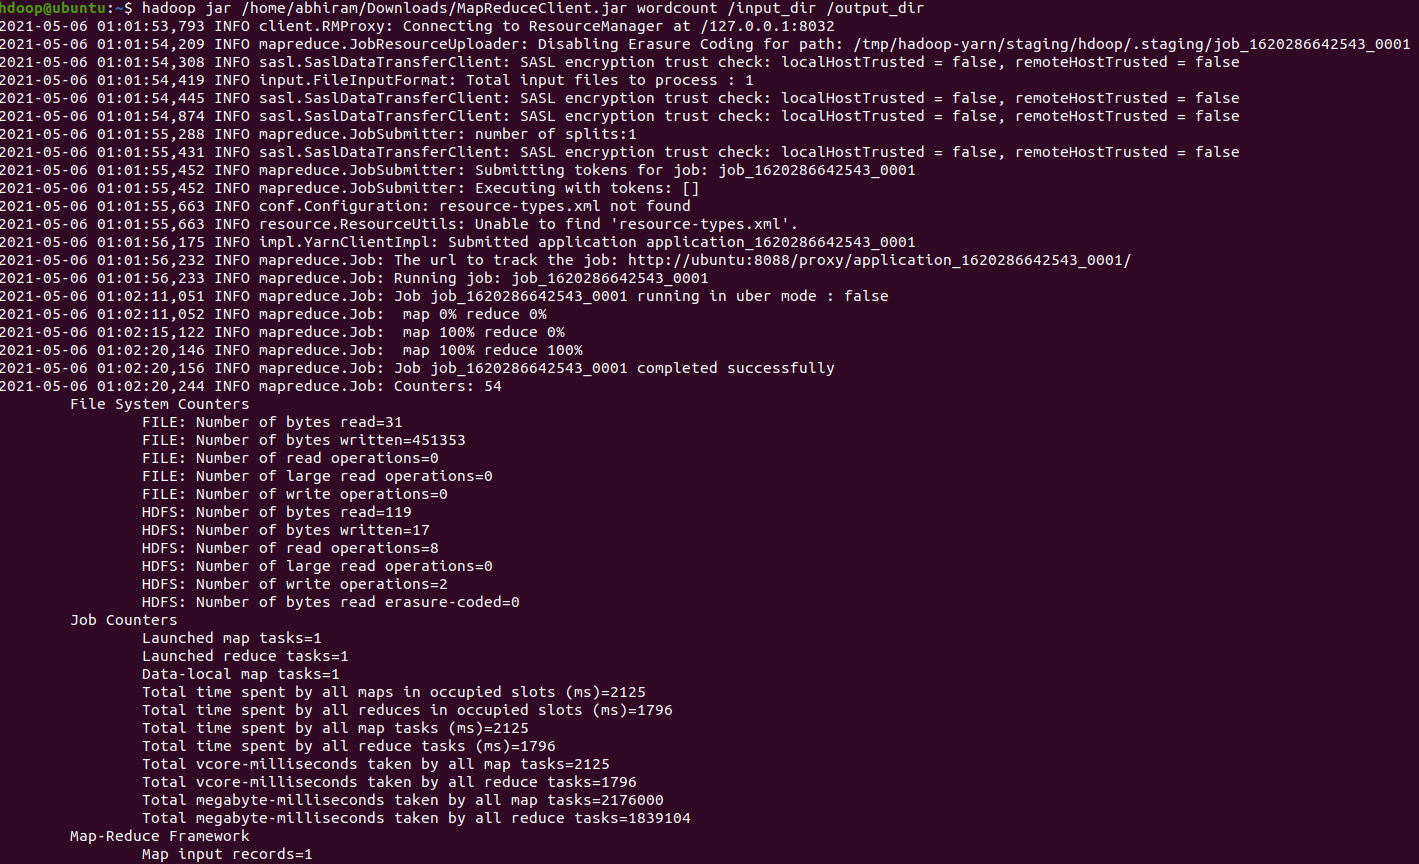 hdoop@ubuntu:~$ hadoop jar /home/abhiram/Downloads/MapReduceClient.jar wordcount /input_dir /output_dir
2021-05-06 01:01:53,793 INFO client.RMProxy: Connecting to ResourceManager at /127.0.0.1:8032
2021-05-06 01:01:54,209 INFO mapreduce.JobResourceUploader: Disabling Erasure Coding for path: /tmp/hadoop-yarn/staging/hdoop/.staging/job_1620286642543_0001
2021-05-06 01:01:54,308 INFO sasl.SaslDataTransferClient: SASL encryption trust check: localHostTrusted = false, remoteHostTrusted = false
2021-05-06 01:01:54,419 INFO input.FileInputFormat: Total input files to process : 1
2021-05-06 01:01:54,445 INFO sasl.SaslDataTransferClient: SASL encryption trust check: localHostTrusted = false, remoteHostTrusted = false
2021-05-06 01:01:54,874 INFO sasl.SaslDataTransferClient: SASL encryption trust check: localHostTrusted = false, remoteHostTrusted = false
2021-05-06 01:01:55,288 INFO mapreduce.JobSubmitter: number of splits:1
2021-05-06 01:01:55,431 INFO sasl.SaslDataTransferClient: SASL encryption trust check: localHostTrusted = false, remoteHostTrusted = false
2021-05-06 01:01:55,452 INFO mapreduce.JobSubmitter: Submitting tokens for job: job_1620286642543_0001
2021-05-06 01:01:55,452 INFO mapreduce.JobSubmitter: Executing with tokens: []
2021-05-06 01:01:55,663 INFO conf.Configuration: resource-types.xml not found
2021-05-06 01:01:55,663 INFO resource.ResourceUtils: Unable to find 'resource-types.xml'.
2021-05-06 01:01:56,175 INFO impl.YarnClientImpl: Submitted application application_1620286642543_0001
2021-05-06 01:01:56,232 INFO mapreduce.Job: The url to track the job: http://ubuntu:8088/proxy/application_1620286642543_0001/
2021-05-06 01:01:56,233 INFO mapreduce.Job: Running job: job_1620286642543_0001
2021-05-06 01:02:11,051 INFO mapreduce.Job: Job job_1620286642543_0001 running in uber mode : false
2021-05-06 01:02:11,052 INFO mapreduce.Job:  map 0% reduce 0%
2021-05-06 01:02:15,122 INFO mapreduce.Job:  map 100% reduce 0%
2021-05-06 01:02:20,146 INFO mapreduce.Job:  map 100% reduce 100%
2021-05-06 01:02:20,156 INFO mapreduce.Job: Job job_1620286642543_0001 completed successfully
2021-05-06 01:02:20,244 INFO mapreduce.Job: Counters: 54
File System Counters
FILE: Number of bytes read=31
FILE: Number of bytes written=451353
FILE: Number of read operations=0
FILE: Number of large read operations=0
FILE: Number of write operations=0
HDFS: Number of bytes read=119
HDFS: Number of bytes written=17
HDFS: Number of read operations=8
HDFS: Number of large read operations=0
HDFS: Number of write operations=2
HDFS: Number of bytes read erasure-coded=0
Job Counters
Launched map tasks=1
Launched reduce tasks=1
Data-local map tasks=1
Total time spent by all maps in occupied slots (ms)=2125
Total time spent by all reduces in occupied slots (ms)=1796
Total time spent by all map tasks (ms)=2125
Total time spent by all reduce tasks (ms)=1796
Total vcore-milliseconds taken by all map tasks=2125
Total vcore-milliseconds taken by all reduce tasks=1796
Total megabyte-milliseconds taken by all map tasks=2176000
Total megabyte-milliseconds taken by all reduce tasks=1839104
Map-Reduce Framework
Map input records=1